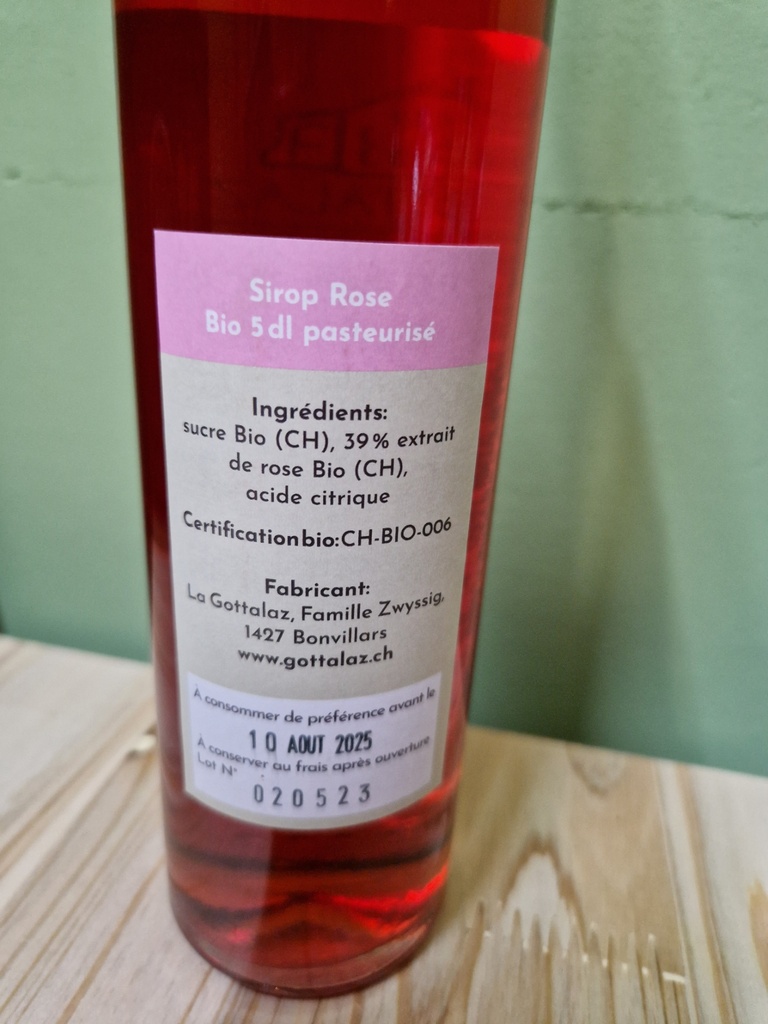 Sirop Rose
Bio 5dl pasteurisé
Ingrédients:
sucre Bio (CH), 39% extrait
de rose Bio (CH),
acide citrique
Certification bio:CH-BIO-006
Fabricant:
La Gottalaz, Famille Zwyssig,
1427 Bonvillars
www.gottalaz.ch
À consommer de préférence avant le
10 AOUT 2025
À conserver au frais après ouverture
Lot N°
020523